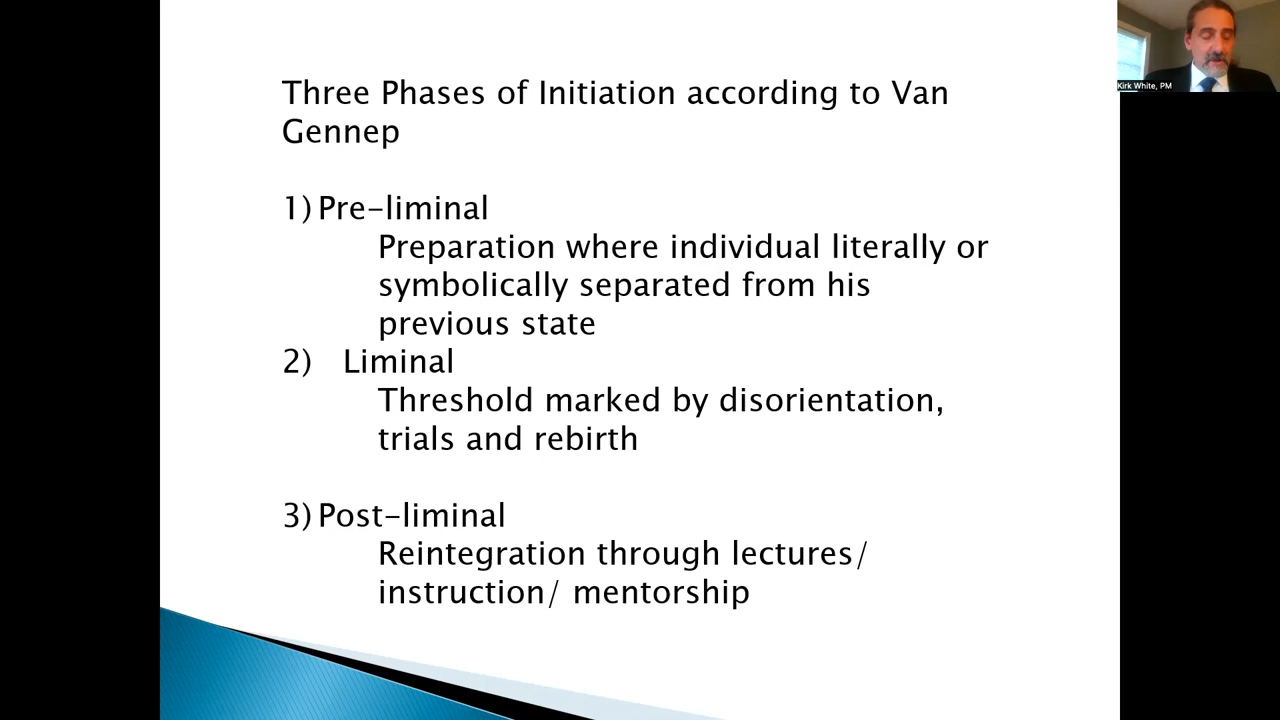 Three Phases of Initiation according to Van
Gennep
1) Pre-liminal
Preparation where individual literally or
symbolically separated from his
previous state
2) Liminal
Threshold marked by disorientation,
trials and rebirth
3) Post-liminal
Reintegration through lectures/
instruction/ mentorship
Kirk White, PM